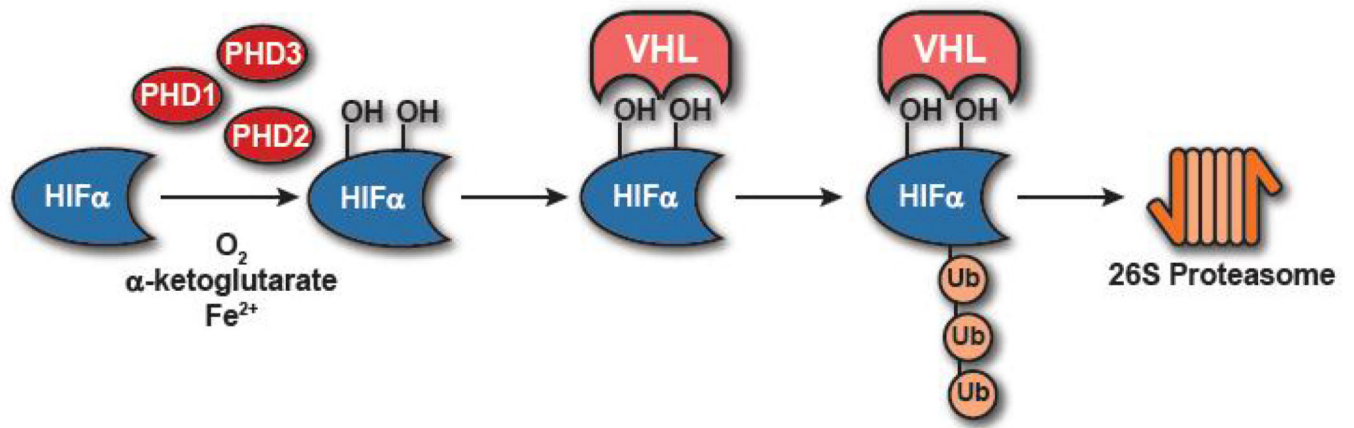 PHD3
PHD1
PHD2
HIFα
O₂
α-ketoglutarate
Fe²⁺
OH OH
HIFα
VHL
OH OH
HIFα
VHL
OH OH
HIFα
Ub
Ub
Ub
26S Proteasome